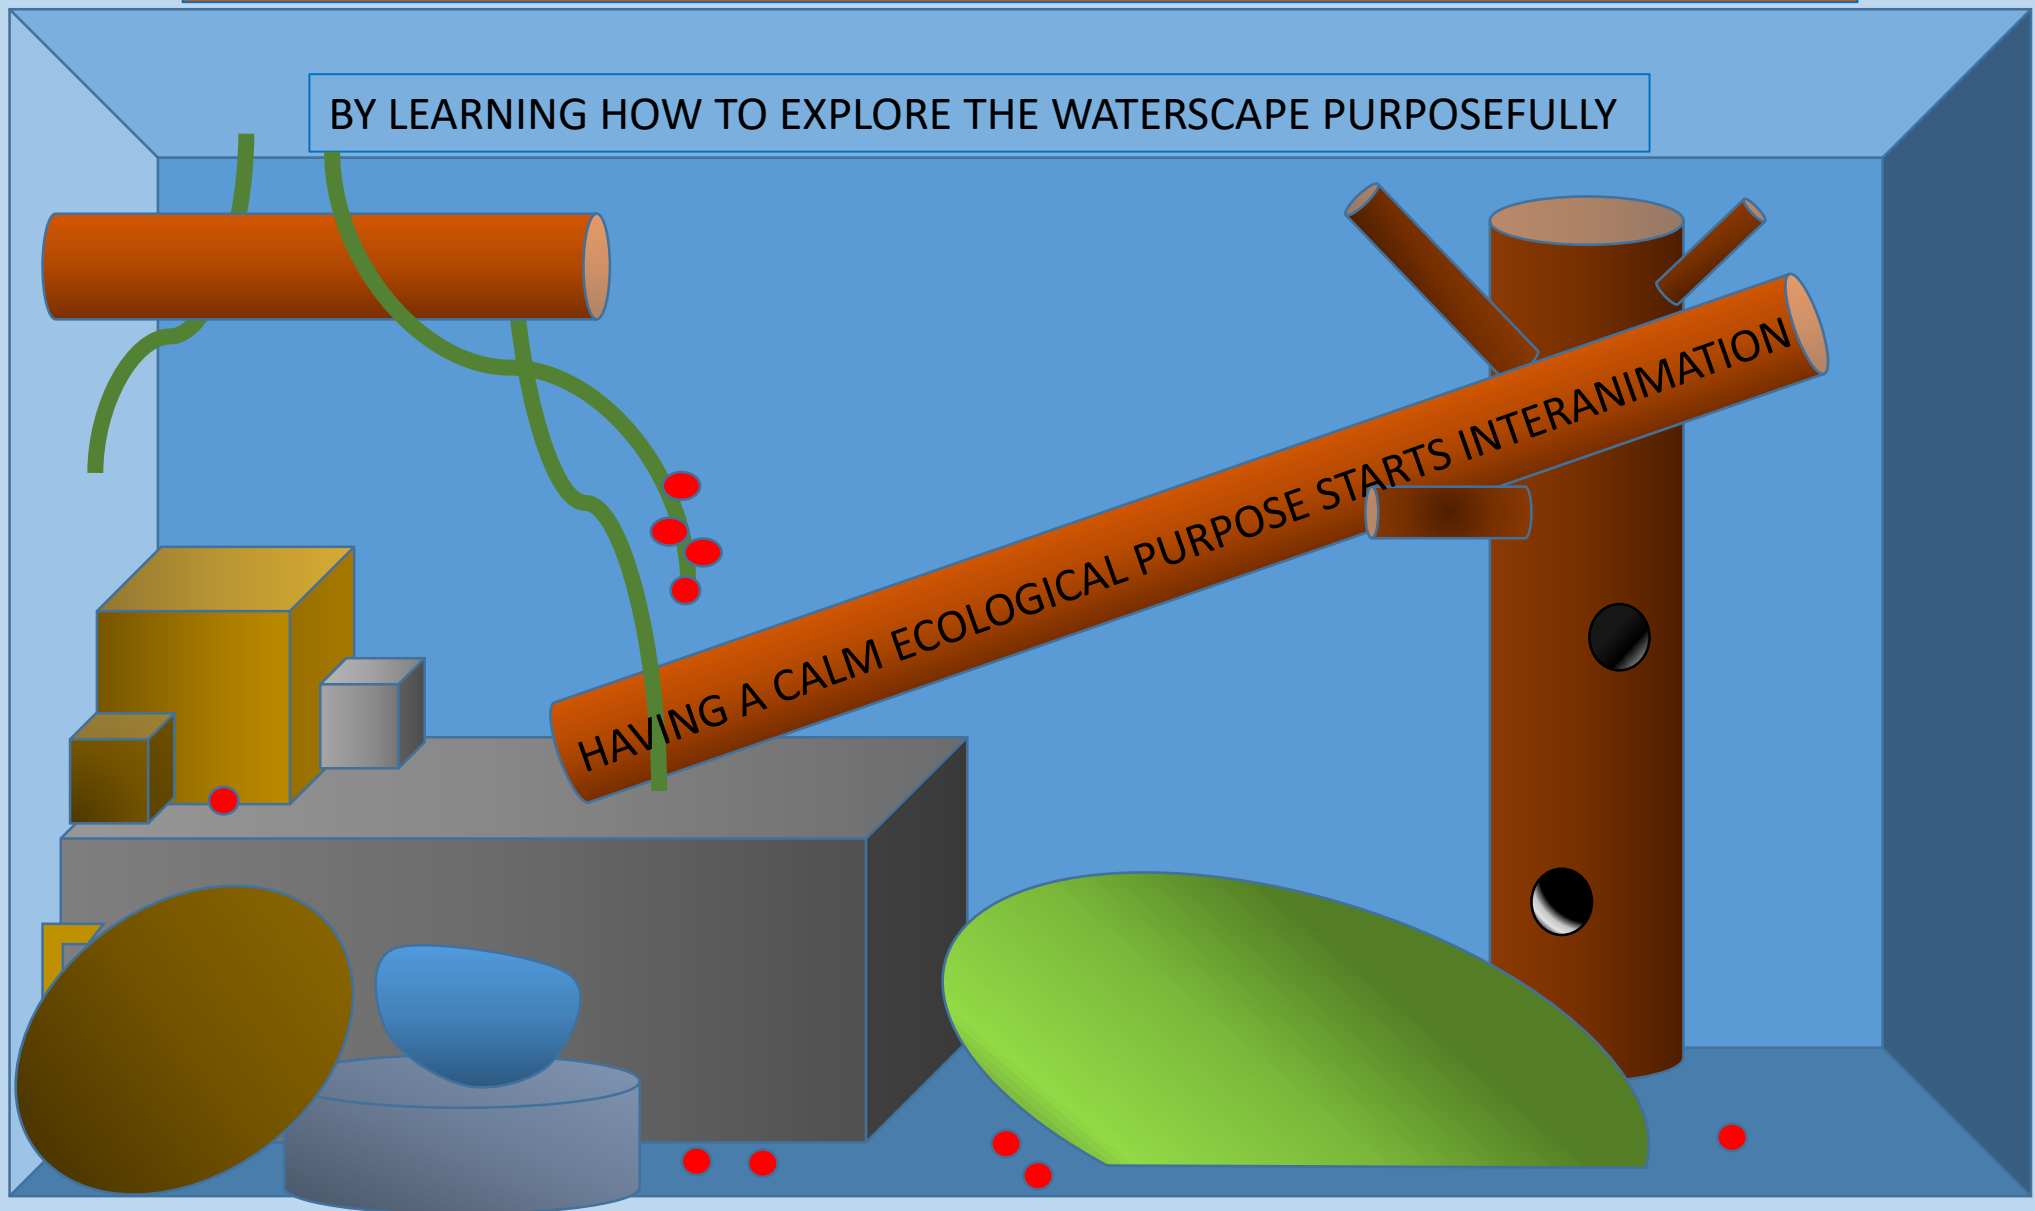 BY LEARNING HOW TO EXPLORE THE WATERSCAPE PURPOSEFULLY
HAVING A CALM ECOLOGICAL PURPOSE STARTS INTERANIMATION